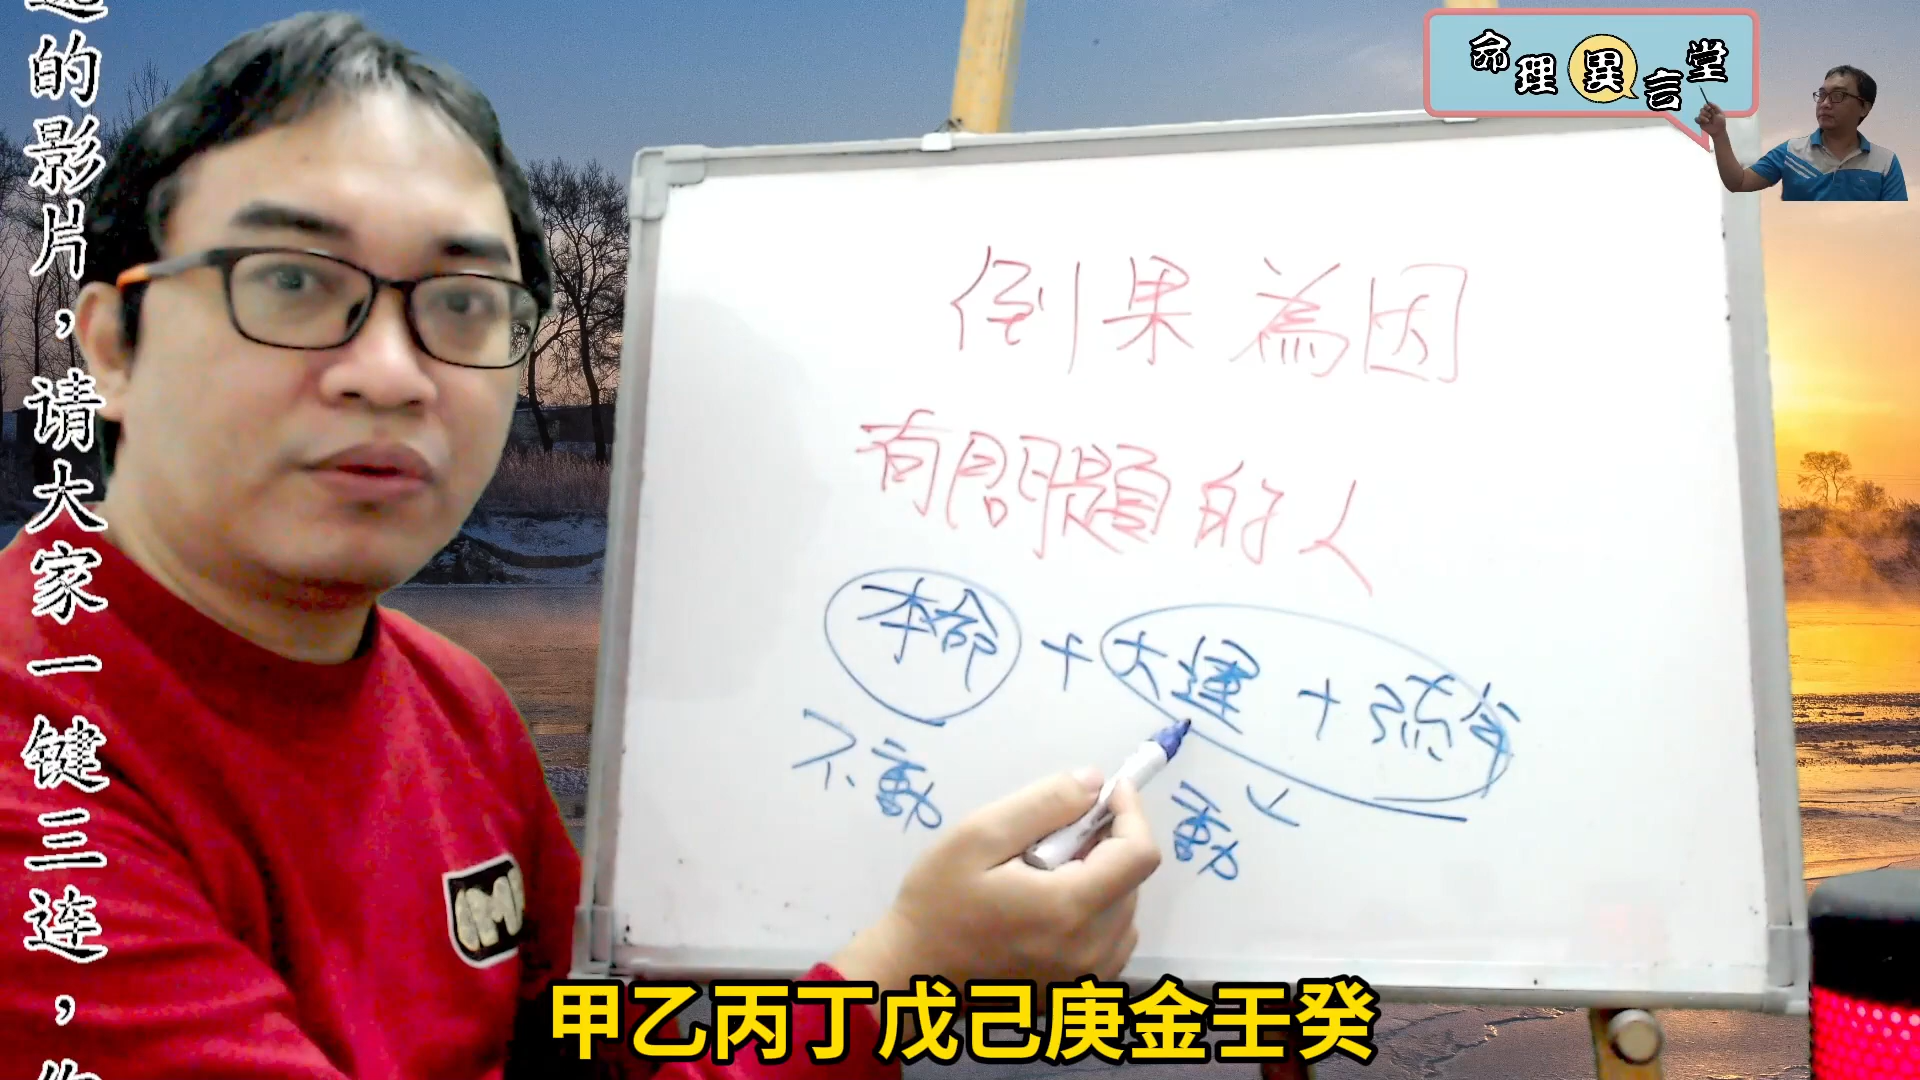 的影片，请大家一键三连，
命理異言堂
倒果為因
有問題的人
本命+大運+流年
不動
動
甲乙丙丁戊己庚金壬癸